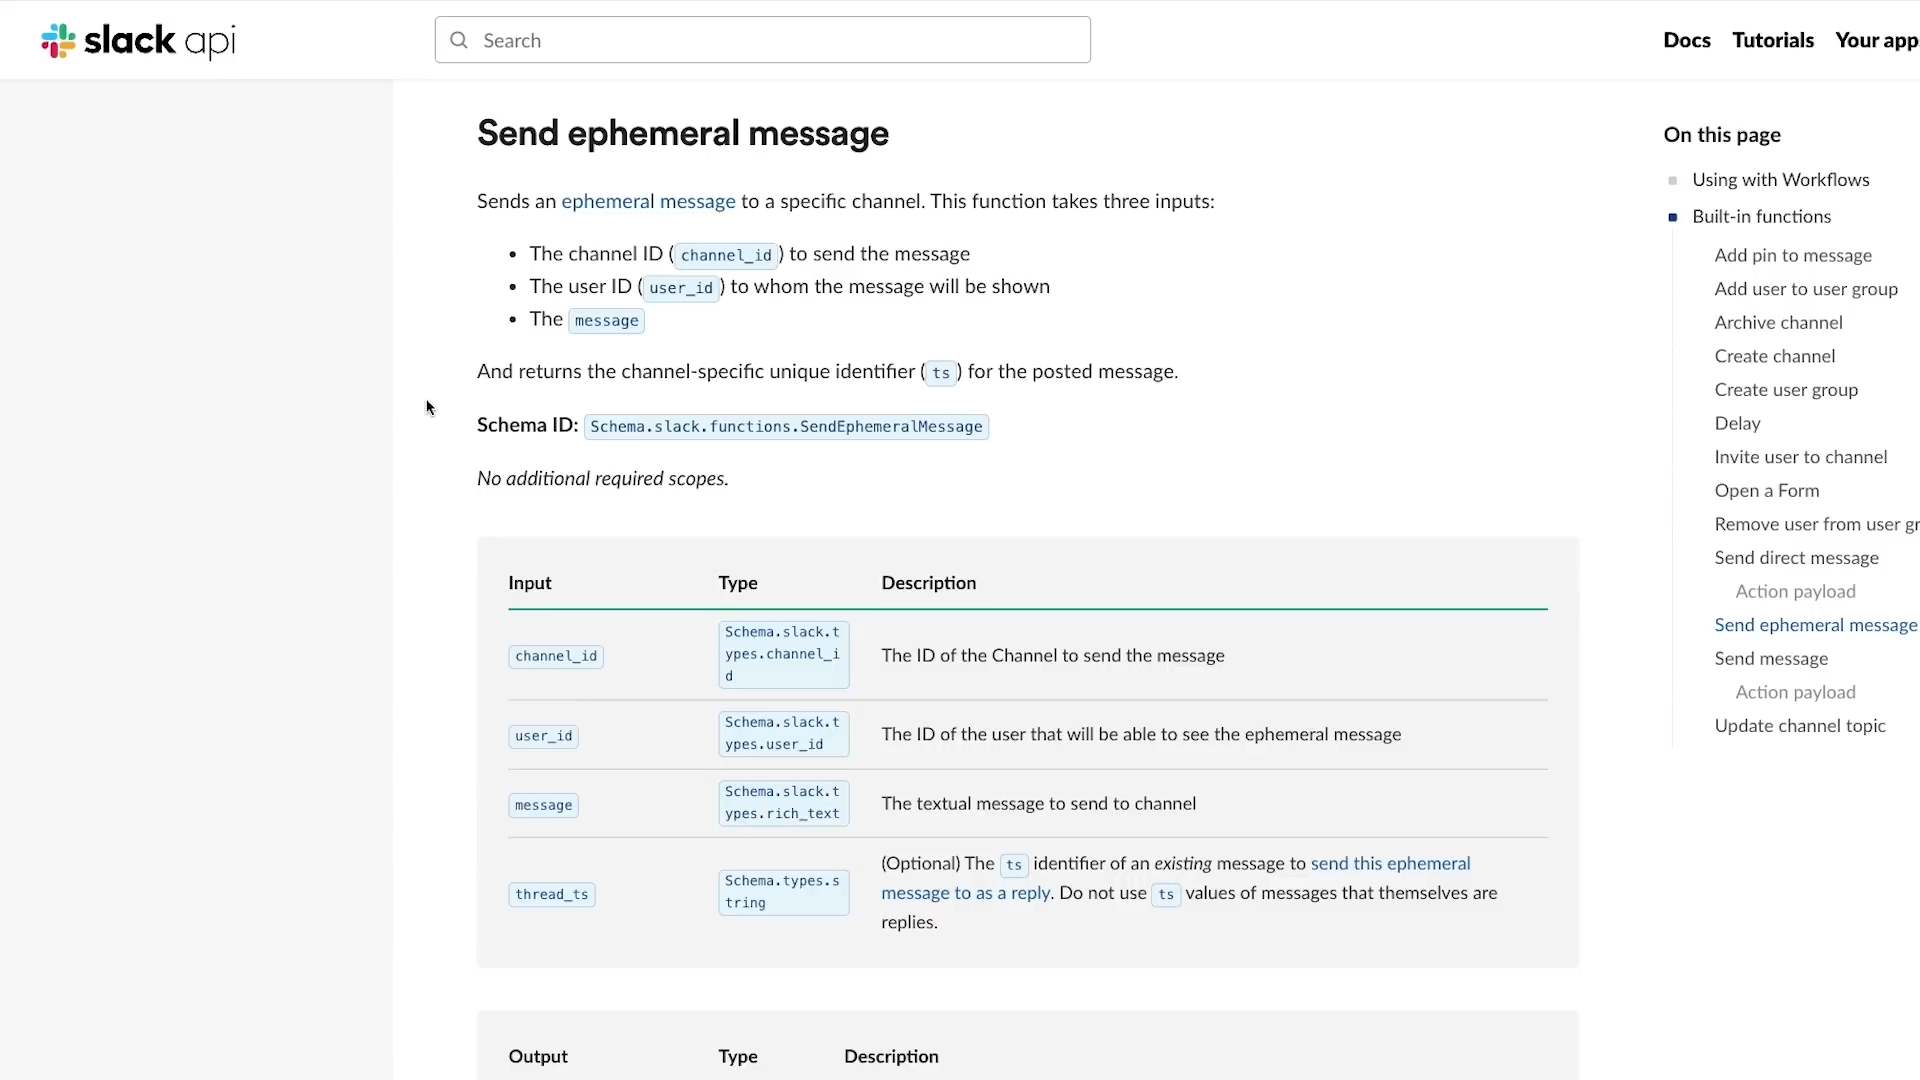 slack api
Search
Docs Tutorials Your app
Send ephemeral message
Sends an ephemeral message to a specific channel. This function takes three inputs:
• The channel ID (channel_id) to send the message
• The user ID (user_id) to whom the message will be shown
• The message
And returns the channel-specific unique identifier (ts) for the posted message.
Schema ID: Schema.slack.functions.SendEphemeralMessage
No additional required scopes.
Input Type Description
channel_id Schema.slack.t
ypes.channel_i
d The ID of the Channel to send the message
user_id Schema.slack.t
ypes.user_id The ID of the user that will be able to see the ephemeral message
message Schema.slack.t
ypes.rich_text The textual message to send to channel
thread_ts Schema.types.s
tring (Optional) The ts identifier of an existing message to send this ephemeral
message to as a reply. Do not use ts values of messages that themselves are
replies.
Output Type Description
On this page
Using with Workflows
Built-in functions
Add pin to message
Add user to user group
Archive channel
Create channel
Create user group
Delay
Invite user to channel
Open a Form
Remove user from user gr
Send direct message
Action payload
Send ephemeral message
Send message
Action payload
Update channel topic